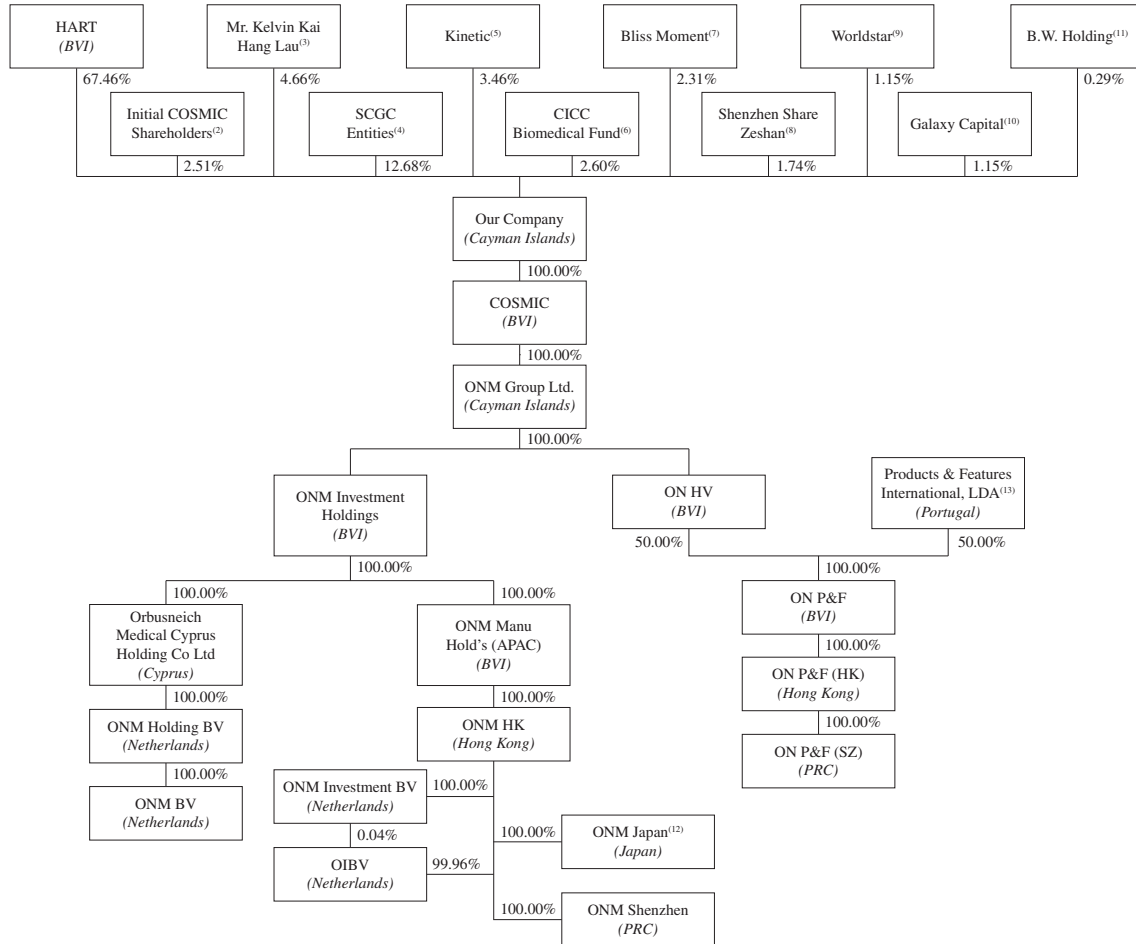 HART
(BVI)
Mr. Kelvin Kai
Hang Lau(3)
Kinetic(5)
Bliss Moment(7)
Worldstar(9)
B.W. Holding(11)
67.46%
4.66%
3.46%
2.31%
1.15%
0.29%
Initial COSMIC
Shareholders(2)
SCGC
Entities(4)
CICC
Biomedical Fund(6)
Shenzhen Share
Zeshan(8)
Galaxy Capital(10)
2.51%
12.68%
2.60%
1.74%
1.15%
Our Company
(Cayman Islands)
100.00%
COSMIC
(BVI)
100.00%
ONM Group Ltd.
(Cayman Islands)
100.00%
ONM Investment
Holdings
(BVI)
ON HV
(BVI)
Products & Features
International, LDA(13)
(Portugal)
50.00%
50.00%
100.00%
100.00%
100.00%
100.00%
Orbusneich
Medical Cyprus
Holding Co Ltd
(Cyprus)
ONM Manu
Hold's (APAC)
(BVI)
ON P&F
(BVI)
100.00%
ON P&F (HK)
(Hong Kong)
100.00%
100.00%
ONM Holding BV
(Netherlands)
ONM HK
(Hong Kong)
100.00%
ON P&F (SZ)
(PRC)
100.00%
ONM BV
(Netherlands)
ONM Investment BV
(Netherlands)
100.00%
0.04%
100.00%
ONM Japan(12)
(Japan)
OIBV
(Netherlands)
99.96%
100.00%
ONM Shenzhen
(PRC)